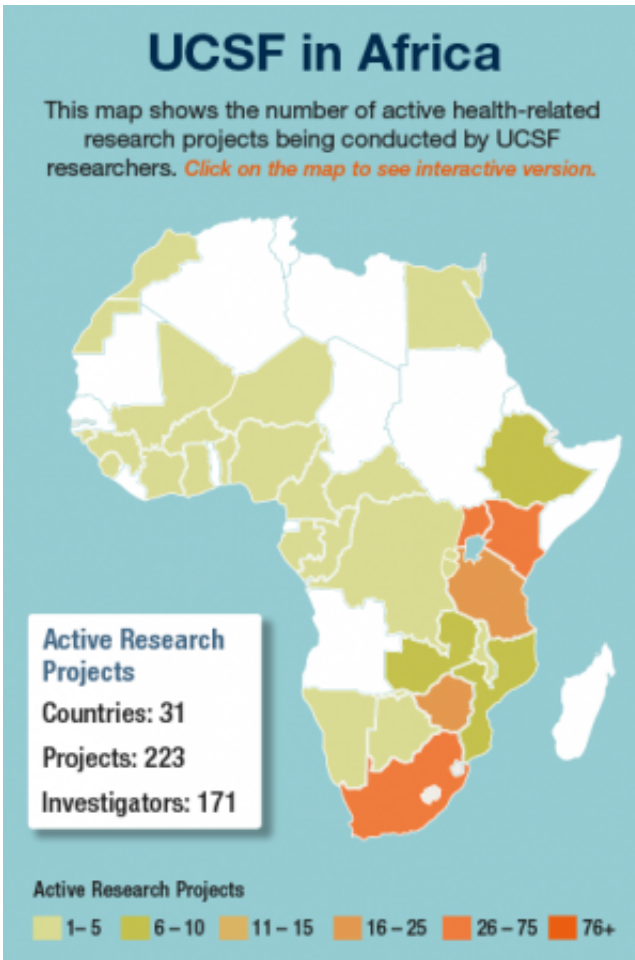 UCSF in Africa
This map shows the number of active health-related
research projects being conducted by UCSF
researchers. Click on the map to see interactive version.
Active Research
Projects
Countries: 31
Projects: 223
Investigators: 171
Active Research Projects
1– 5 6 – 10 11 – 15 16 – 25 26 – 75 76+